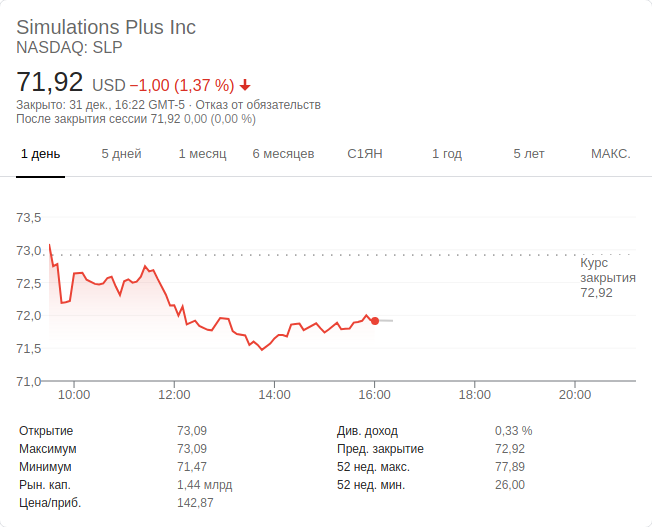 Simulations Plus Inc
NASDAQ: SLP
71,92 USD −1,00 (1,37 %)
Закрыто: 31 дек., 16:22 GMT-5 · Отказ от обязательств
После закрытия сессии 71,92 0,00 (0,00 %)
1 день 5 дней 1 месяц 6 месяцев С1ЯН 1 год 5 лет МАКС.
73,5
73,0
Курс
закрытия
72,92
72,5
72,0
71,5
71,0
10:00 12:00 14:00 16:00 18:00 20:00
Открытие 73,09 Див. доход 0,33 %
Максимум 73,09 Пред. закрытие 72,92
Минимум 71,47 52 нед. макс. 77,89
Рын. кап. 1,44 млрд 52 нед. мин. 26,00
Цена/приб. 142,87